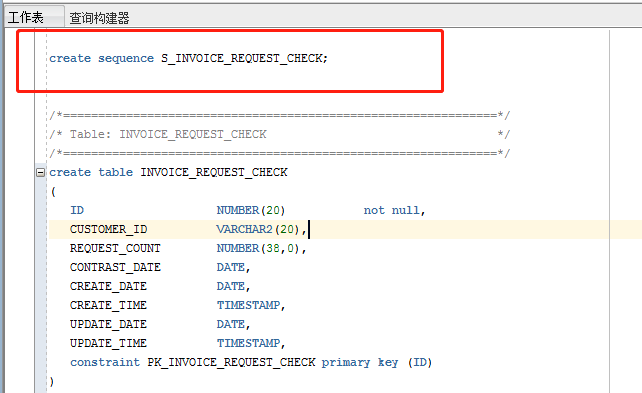 工作表 查询构建器
create sequence S_INVOICE_REQUEST_CHECK;
/*==============================================================*/
/* Table: INVOICE_REQUEST_CHECK */
/*==============================================================*/
create table INVOICE_REQUEST_CHECK
(
ID NUMBER(20) not null,
CUSTOMER_ID VARCHAR2(20),
REQUEST_COUNT NUMBER(38,0),
CONTRAST_DATE DATE,
CREATE_DATE DATE,
CREATE_TIME TIMESTAMP,
UPDATE_DATE DATE,
UPDATE_TIME TIMESTAMP,
constraint PK_INVOICE_REQUEST_CHECK primary key (ID)
)